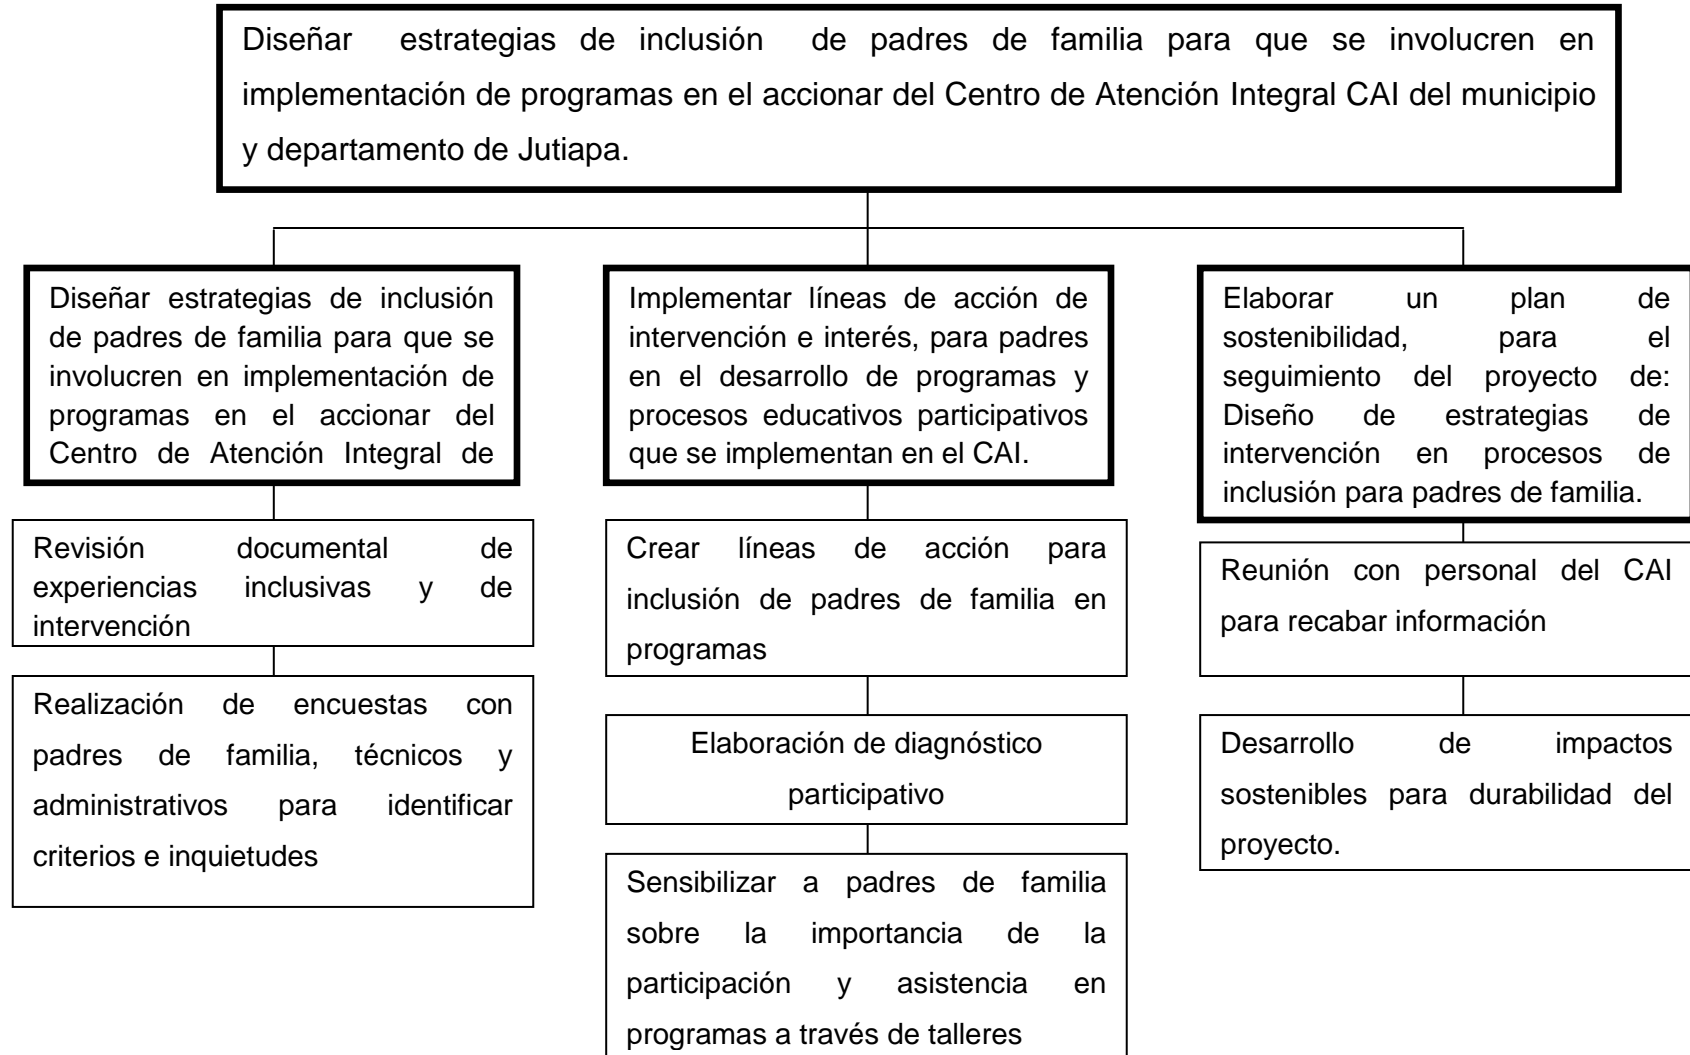 Diseñar estrategias de inclusión de padres de familia para que se involucren en
implementación de programas en el accionar del Centro de Atención Integral CAI del municipio
y departamento de Jutiapa.
Diseñar estrategias de inclusión
de padres de familia para que se
involucren en implementación de
programas en el accionar del
Centro de Atención Integral de
Implementar líneas de acción de
intervención e interés, para padres
en el desarrollo de programas y
procesos educativos participativos
que se implementan en el CAI.
Elaborar un plan de
sostenibilidad, para el
seguimiento del proyecto de:
Diseño de estrategias de
intervención en procesos de
inclusión para padres de familia.
Revisión documental de
experiencias inclusivas y de
intervención
Crear líneas de acción para
inclusión de padres de familia en
programas
Reunión con personal del CAI
para recabar información
Realización de encuestas con
padres de familia, técnicos y
administrativos para identificar
criterios e inquietudes
Elaboración de diagnóstico
participativo
Desarrollo de impactos
sostenibles para durabilidad del
proyecto.
Sensibilizar a padres de familia
sobre la importancia de la
participación y asistencia en
programas a través de talleres